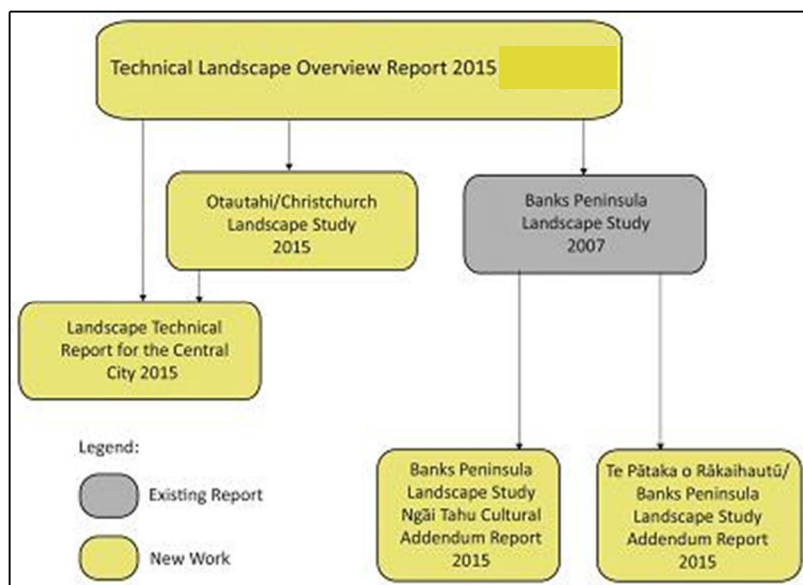 Technical Landscape Overview Report 2015
Otautahi/Christchurch
Landscape Study
2015
Banks Peninsula
Landscape Study
2007
Landscape Technical
Report for the Central
City 2015
Legend:
Existing Report
New Work
Banks Peninsula
Landscape Study
Ngāi Tahu Cultural
Addendum Report
2015
Te Pātaka o Rākaihautū/
Banks Peninsula
Landscape Study
Addendum Report
2015